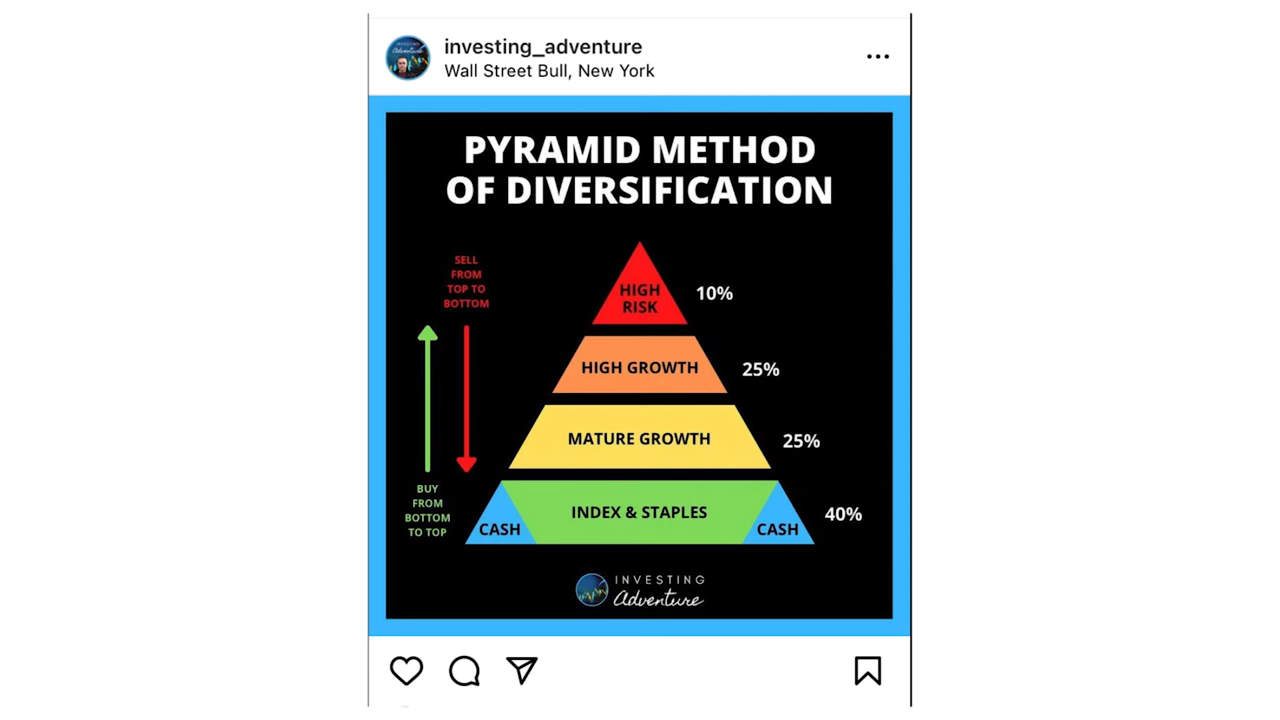 investing_adventure
Wall Street Bull, New York
PYRAMID METHOD
OF DIVERSIFICATION
SELL
FROM
TOP TO
BOTTOM
HIGH
RISK
10%
HIGH GROWTH
25%
MATURE GROWTH
25%
BUY
FROM
BOTTOM
TO TOP
CASH
INDEX & STAPLES
CASH
40%
INVESTING
Adventure